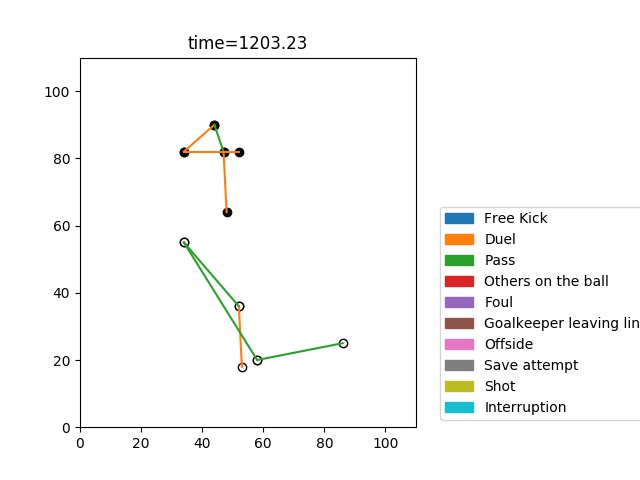 time=1203.23
100
80
60
40
20
0
0 20 40 60 80 100
Free Kick
Duel
Pass
Others on the ball
Foul
Goalkeeper leaving lin
Offside
Save attempt
Shot
Interruption